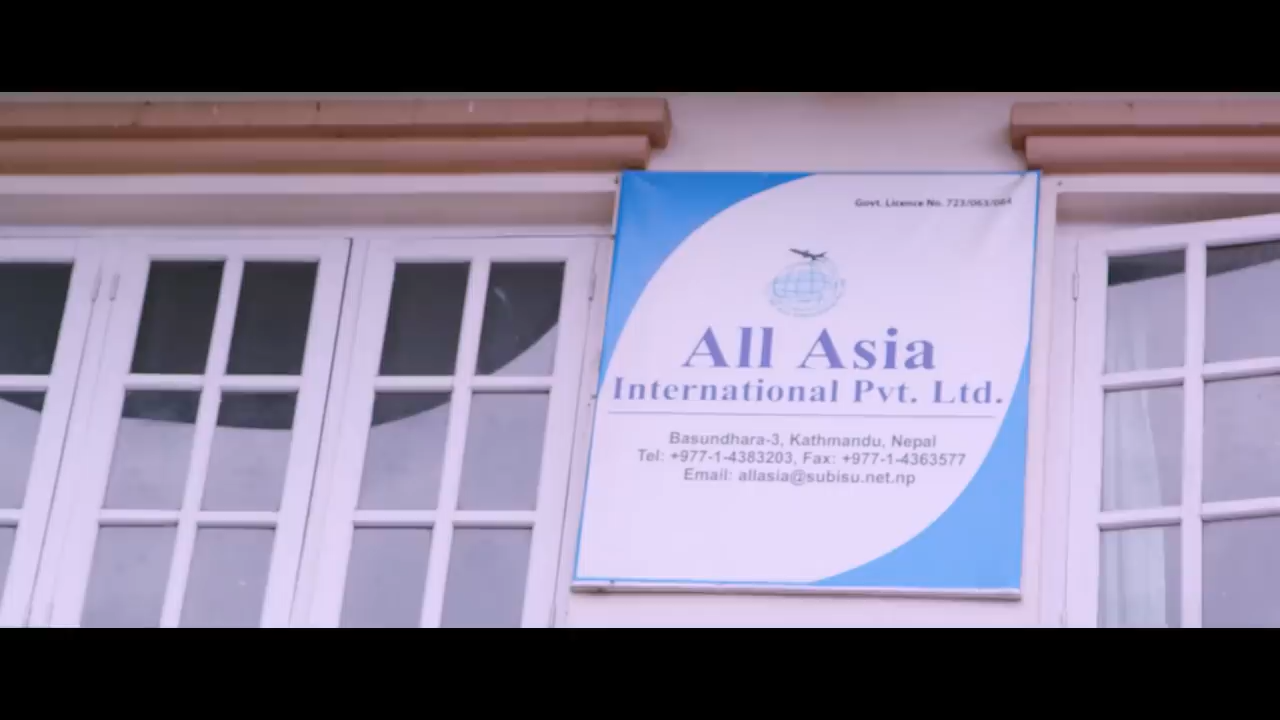 Govt. Licence No. 723/063/064
All Asia
International Pvt. Ltd.
Basundhara-3, Kathmandu, Nepal
Tel: +977-1-4383203, Fax: +977-1-4363577
Email: allasia@subisu.net.np